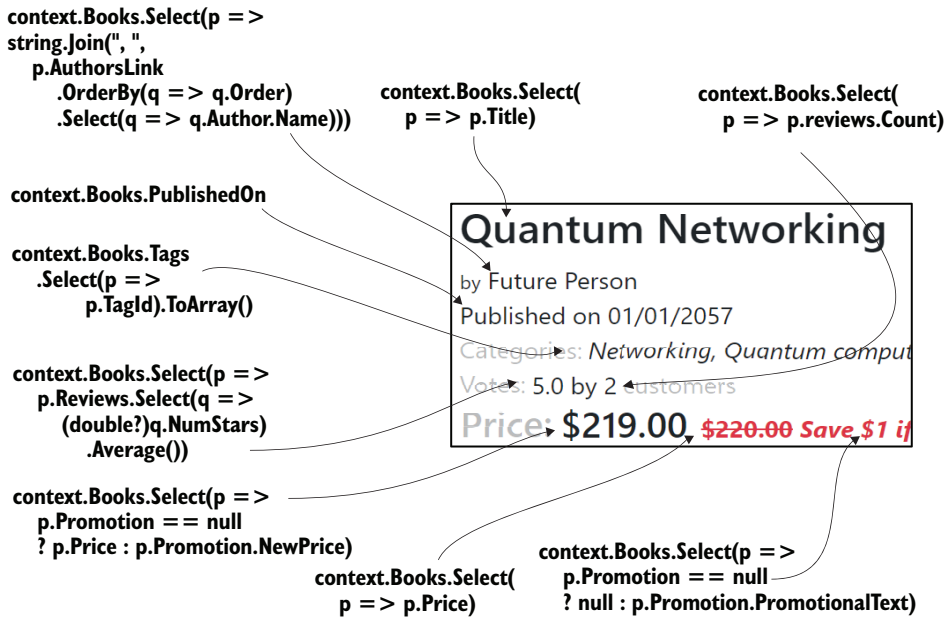 context.Books.Select(p =>
string.Join(", ",
p.AuthorsLink
.OrderBy(q => q.Order)
.Select(q => q.Author.Name)))
context.Books.Select(
p => p.Title)
context.Books.Select(
p => p.reviews.Count)
context.Books.PublishedOn
context.Books.Tags
.Select(p =>
p.TagId).ToArray()
context.Books.Select(p =>
p.Reviews.Select(q =>
(double?)q.NumStars)
.Average())
context.Books.Select(p =>
p.Promotion == null
? p.Price : p.Promotion.NewPrice)
context.Books.Select(
p => p.Price)
context.Books.Select(p =>
p.Promotion == null
? null : p.Promotion.PromotionalText)
Quantum Networking
by Future Person
Published on 01/01/2057
Categories: Networking, Quantum comput
Votes: 5.0 by 2 customers
Price: $219.00 $220.00 Save $1 if